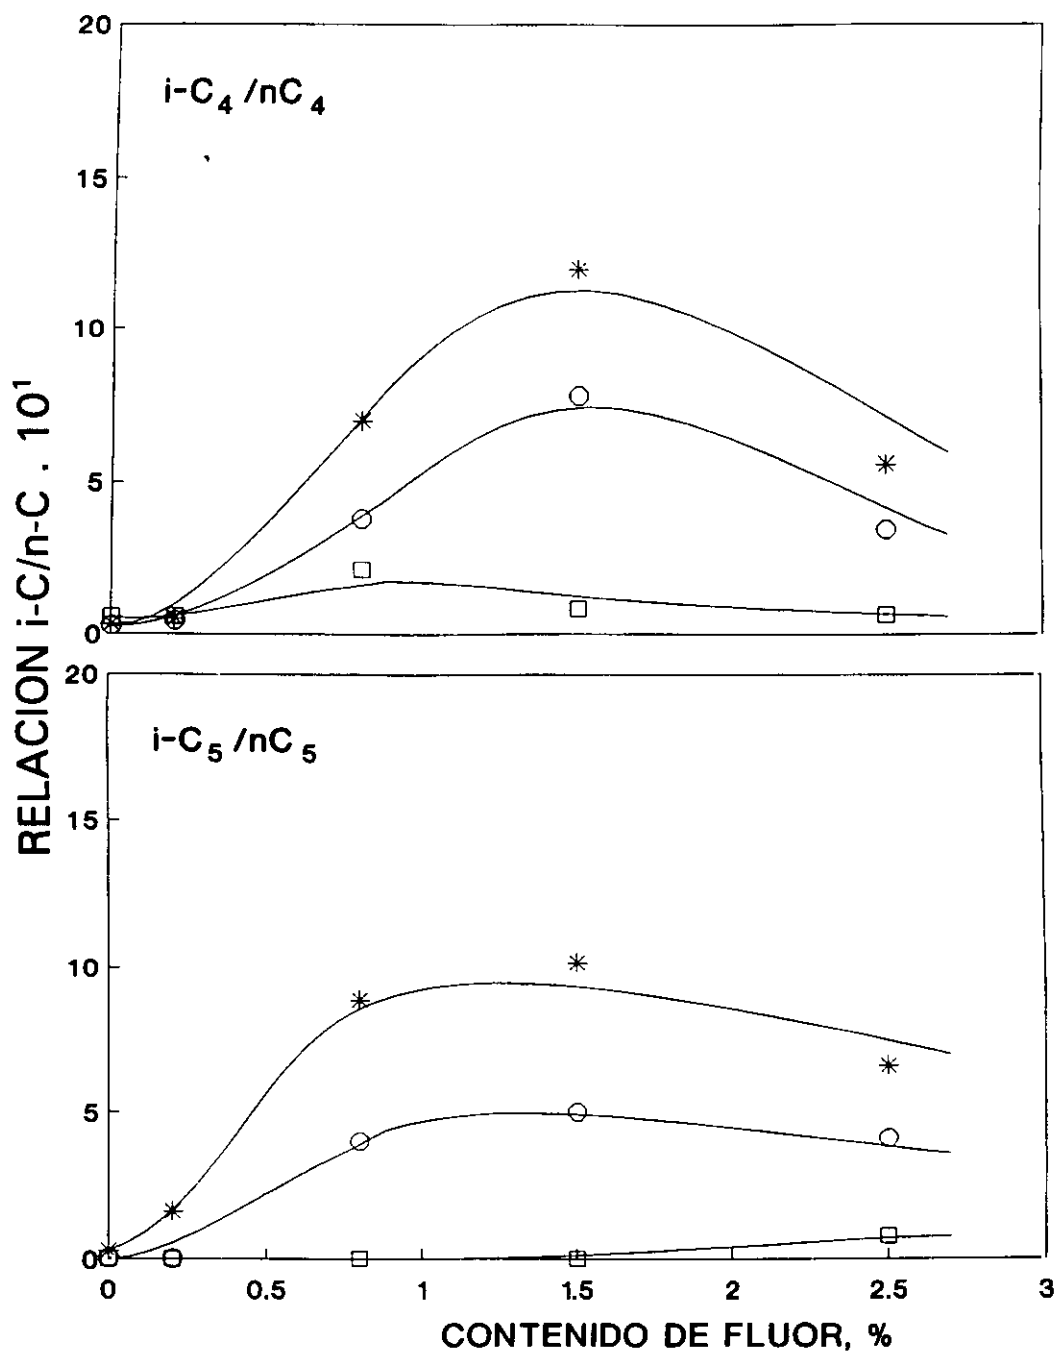 20
i-C₄ /nC₄
15
10
5
0
RELACION i-C/n-C . 10¹
20
i-C₅ /nC₅
15
10
5
0
0 0.5 1 1.5 2 2.5 3
CONTENIDO DE FLUOR, %